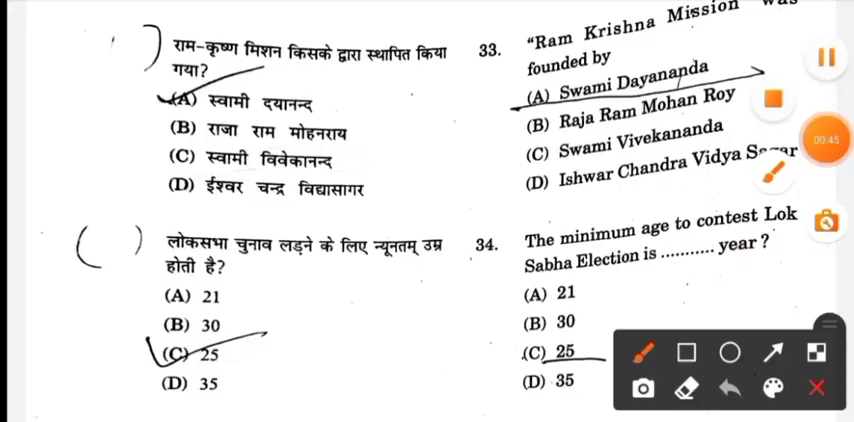 राम-कृष्ण मिशन किसके द्वारा स्थापित किया
गया?
(A) स्वामी दयानन्द
(B) राजा राम मोहनराय
(C) स्वामी विवेकानन्द
(D) ईश्वर चन्द्र विद्यासागर
33. “Ram Krishna Mission
founded by
(A) Swami Dayananda
(B) Raja Ram Mohan Roy
(C) Swami Vivekananda
(D) Ishwar Chandra Vidya
00:45
लोकसभा चुनाव लड़ने के लिए न्यूनतम् उम्र
होती है?
(A) 21
(B) 30
(C) 25
(D) 35
34. The minimum age to contest Lok
Sabha Election is ........... year ?
(A) 21
(B) 30
(C) 25
(D) 35